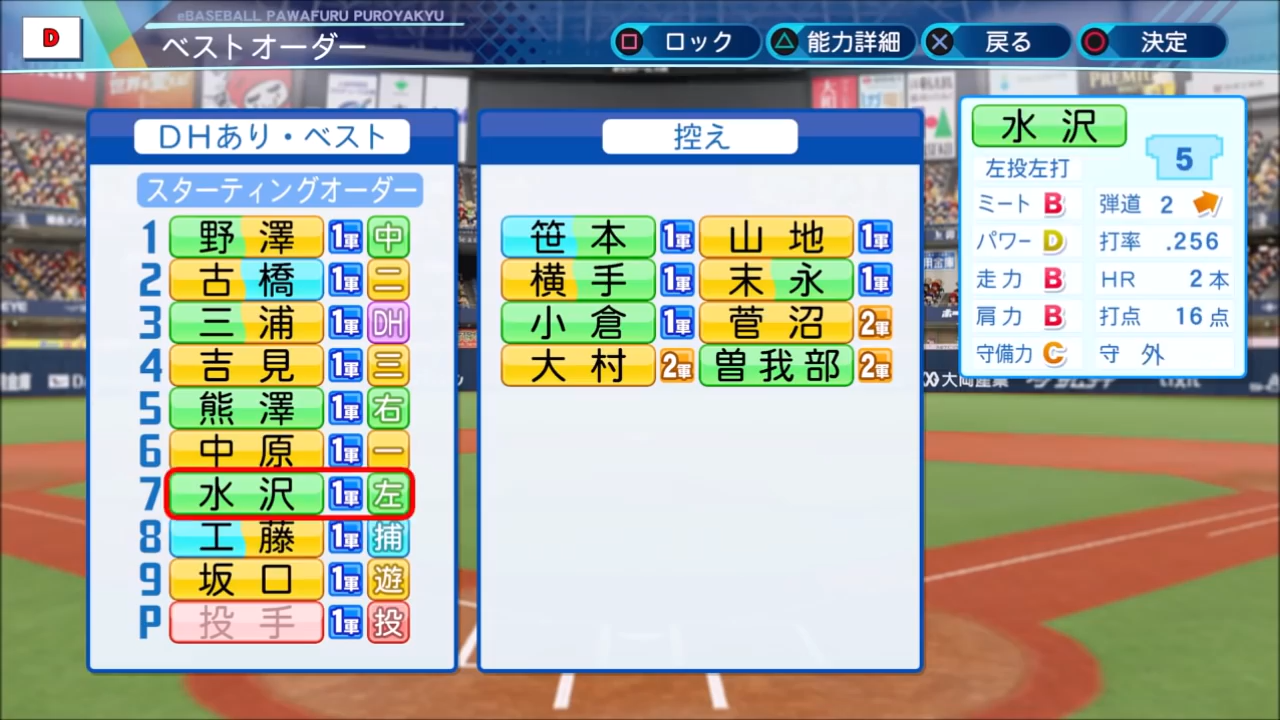 D
eBASEBALL PAWAFURU PUROYAKYU
ベストオーダー
ロック
能力詳細
戻る
決定
DHあり・ベスト
スターティングオーダー
1 野澤 1軍 中
2 古橋 1軍 二
3 三浦 1軍 DH
4 吉見 1軍 三
5 熊澤 1軍 右
6 中原 1軍 一
7 水沢 1軍 左
8 工藤 1軍 捕
9 坂口 1軍 遊
P 投手 1軍 投
控え
笹本 1軍 山地 1軍
横手 1軍 末永 1軍
小倉 1軍 菅沼 2軍
大村 2軍 曽我部 2軍
水沢
5
左投左打
ミート B 弾道 2
パワー D 打率 .256
走力 B HR 2本
肩力 B 打点 16点
守備力 C 守 外
大岡産業